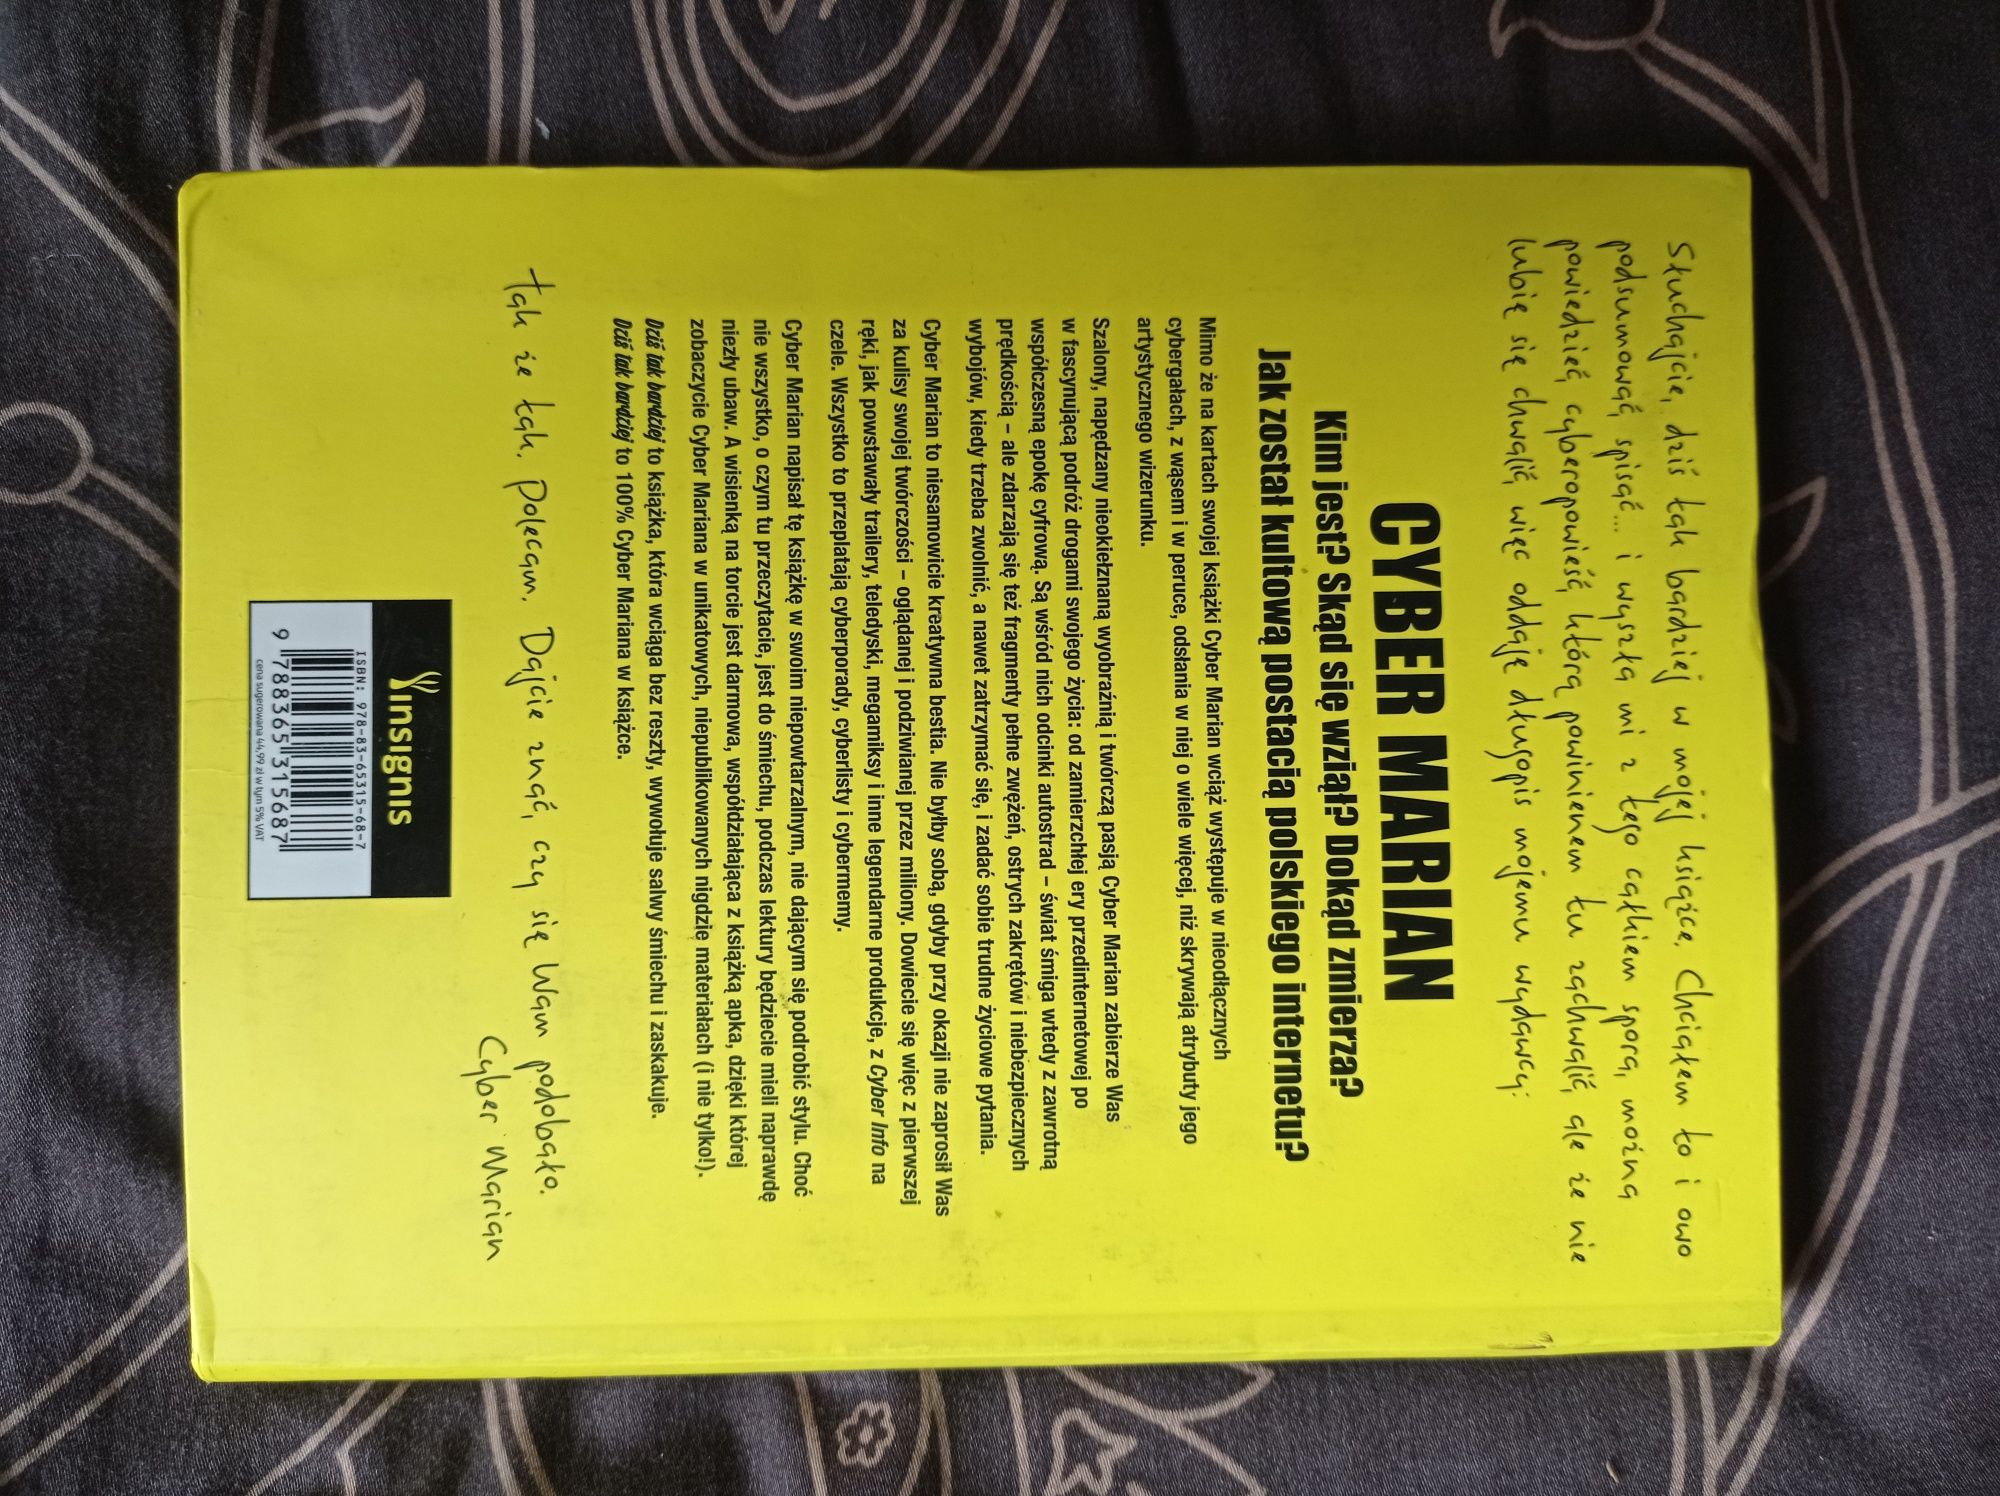 Słuchajcie, dziś tak bardziej w mojej książce. Chciałem to i owo
podsumować, spisać... i wyszła mi z tego całkiem spora, można
powiedzieć, cyberopowieść, którą powinienem tu zachwalić, ale że nie
lubię się chwalić, więc oddaję długopis mojemu wydawcy:
CYBER MARIAN
Kim jest? Skąd się wziął? Dokąd zmierza?
Jak został kultową postacią polskiego internetu?
Mimo że na kartach swojej książki Cyber Marian wciąż występuje w nieodłącznych
cybergałach, z wąsem i w peruce, odsłania w niej o wiele więcej, niż skrywają atrybuty jego
artystycznego wizerunku.
Szalony, napędzany nieokiełznaną wyobraźnią i twórczą pasją Cyber Marian zabierze Was
w fascynującą podróż drogami swojego życia: od zamierzchłej ery przedinternetowej po
współczesną epokę cyfrową. Są wśród nich odcinki autostrad – świat śmiga wtedy z zawrotną
prędkością – ale zdarzają się też fragmenty pełne zwężeń, ostrych zakrętów i niebezpiecznych
wybojów, kiedy trzeba zwolnić, a nawet zatrzymać się, i zadać sobie trudne życiowe pytania.
Cyber Marian to niesamowicie kreatywna bestia. Nie byłby sobą, gdyby przy okazji nie zaprosił Was
za kulisy swojej twórczości – oglądanej i podziwianej przez miliony. Dowiecie się więc z pierwszej
ręki, jak powstawały trailery, teledyski, megamiksy i inne legendarne produkcje, z Cyber Info na
czele. Wszystko to przeplatają cyberporady, cyberlisty i cybermemy.
Cyber Marian napisał tę książkę w swoim niepowtarzalnym, nie dającym się podrobić stylu. Choć
nie wszystko, o czym tu przeczytacie, jest do śmiechu, podczas lektury będziecie mieli naprawdę
niezły ubaw. A wisienką na torcie jest darmowa, współdziałająca z książką apka, dzięki której
zobaczycie Cyber Mariana w unikatowych, niepublikowanych nigdzie materiałach (i nie tylko!).
Dziś tak bardziej to książka, która wciąga bez reszty, wywołuje salwy śmiechu i zaskakuje.
Dziś tak bardziej to 100% Cyber Mariana w książce.
Tak że tak. Polecam. Dajcie znać, czy się Wam podobało.
Cyber Marian
insignis
ISBN: 978-83-65315-68-7
9 788365 315687
cena sugerowana 44,99 zł w tym 5% VAT